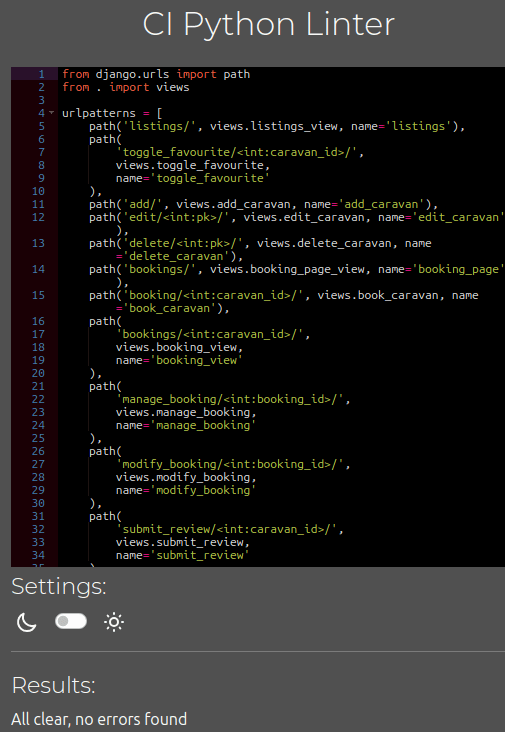 CI Python Linter
1 from django.urls import path
2 from . import views
3
4 urlpatterns = [
5 path('listings/', views.listings_view, name='listings'),
6 path(
7 'toggle_favourite/<int:caravan_id>/',
8 views.toggle_favourite,
9 name='toggle_favourite'
10 ),
11 path('add/', views.add_caravan, name='add_caravan'),
12 path('edit/<int:pk>/', views.edit_caravan, name='edit_caravan'
),
13 path('delete/<int:pk>/', views.delete_caravan, name
='delete_caravan'),
14 path('bookings/', views.booking_page_view, name='booking_page'
),
15 path('booking/<int:caravan_id>/', views.book_caravan, name
='book_caravan'),
16 path(
17 'bookings/<int:caravan_id>/',
18 views.booking_view,
19 name='booking_view'
20 ),
21 path(
22 'manage_booking/<int:booking_id>/',
23 views.manage_booking,
24 name='manage_booking'
25 ),
26 path(
27 'modify_booking/<int:booking_id>/',
28 views.modify_booking,
29 name='modify_booking'
30 ),
31 path(
32 'submit_review/<int:caravan_id>/',
33 views.submit_review,
34 name='submit_review'
Settings:
Results:
All clear, no errors found